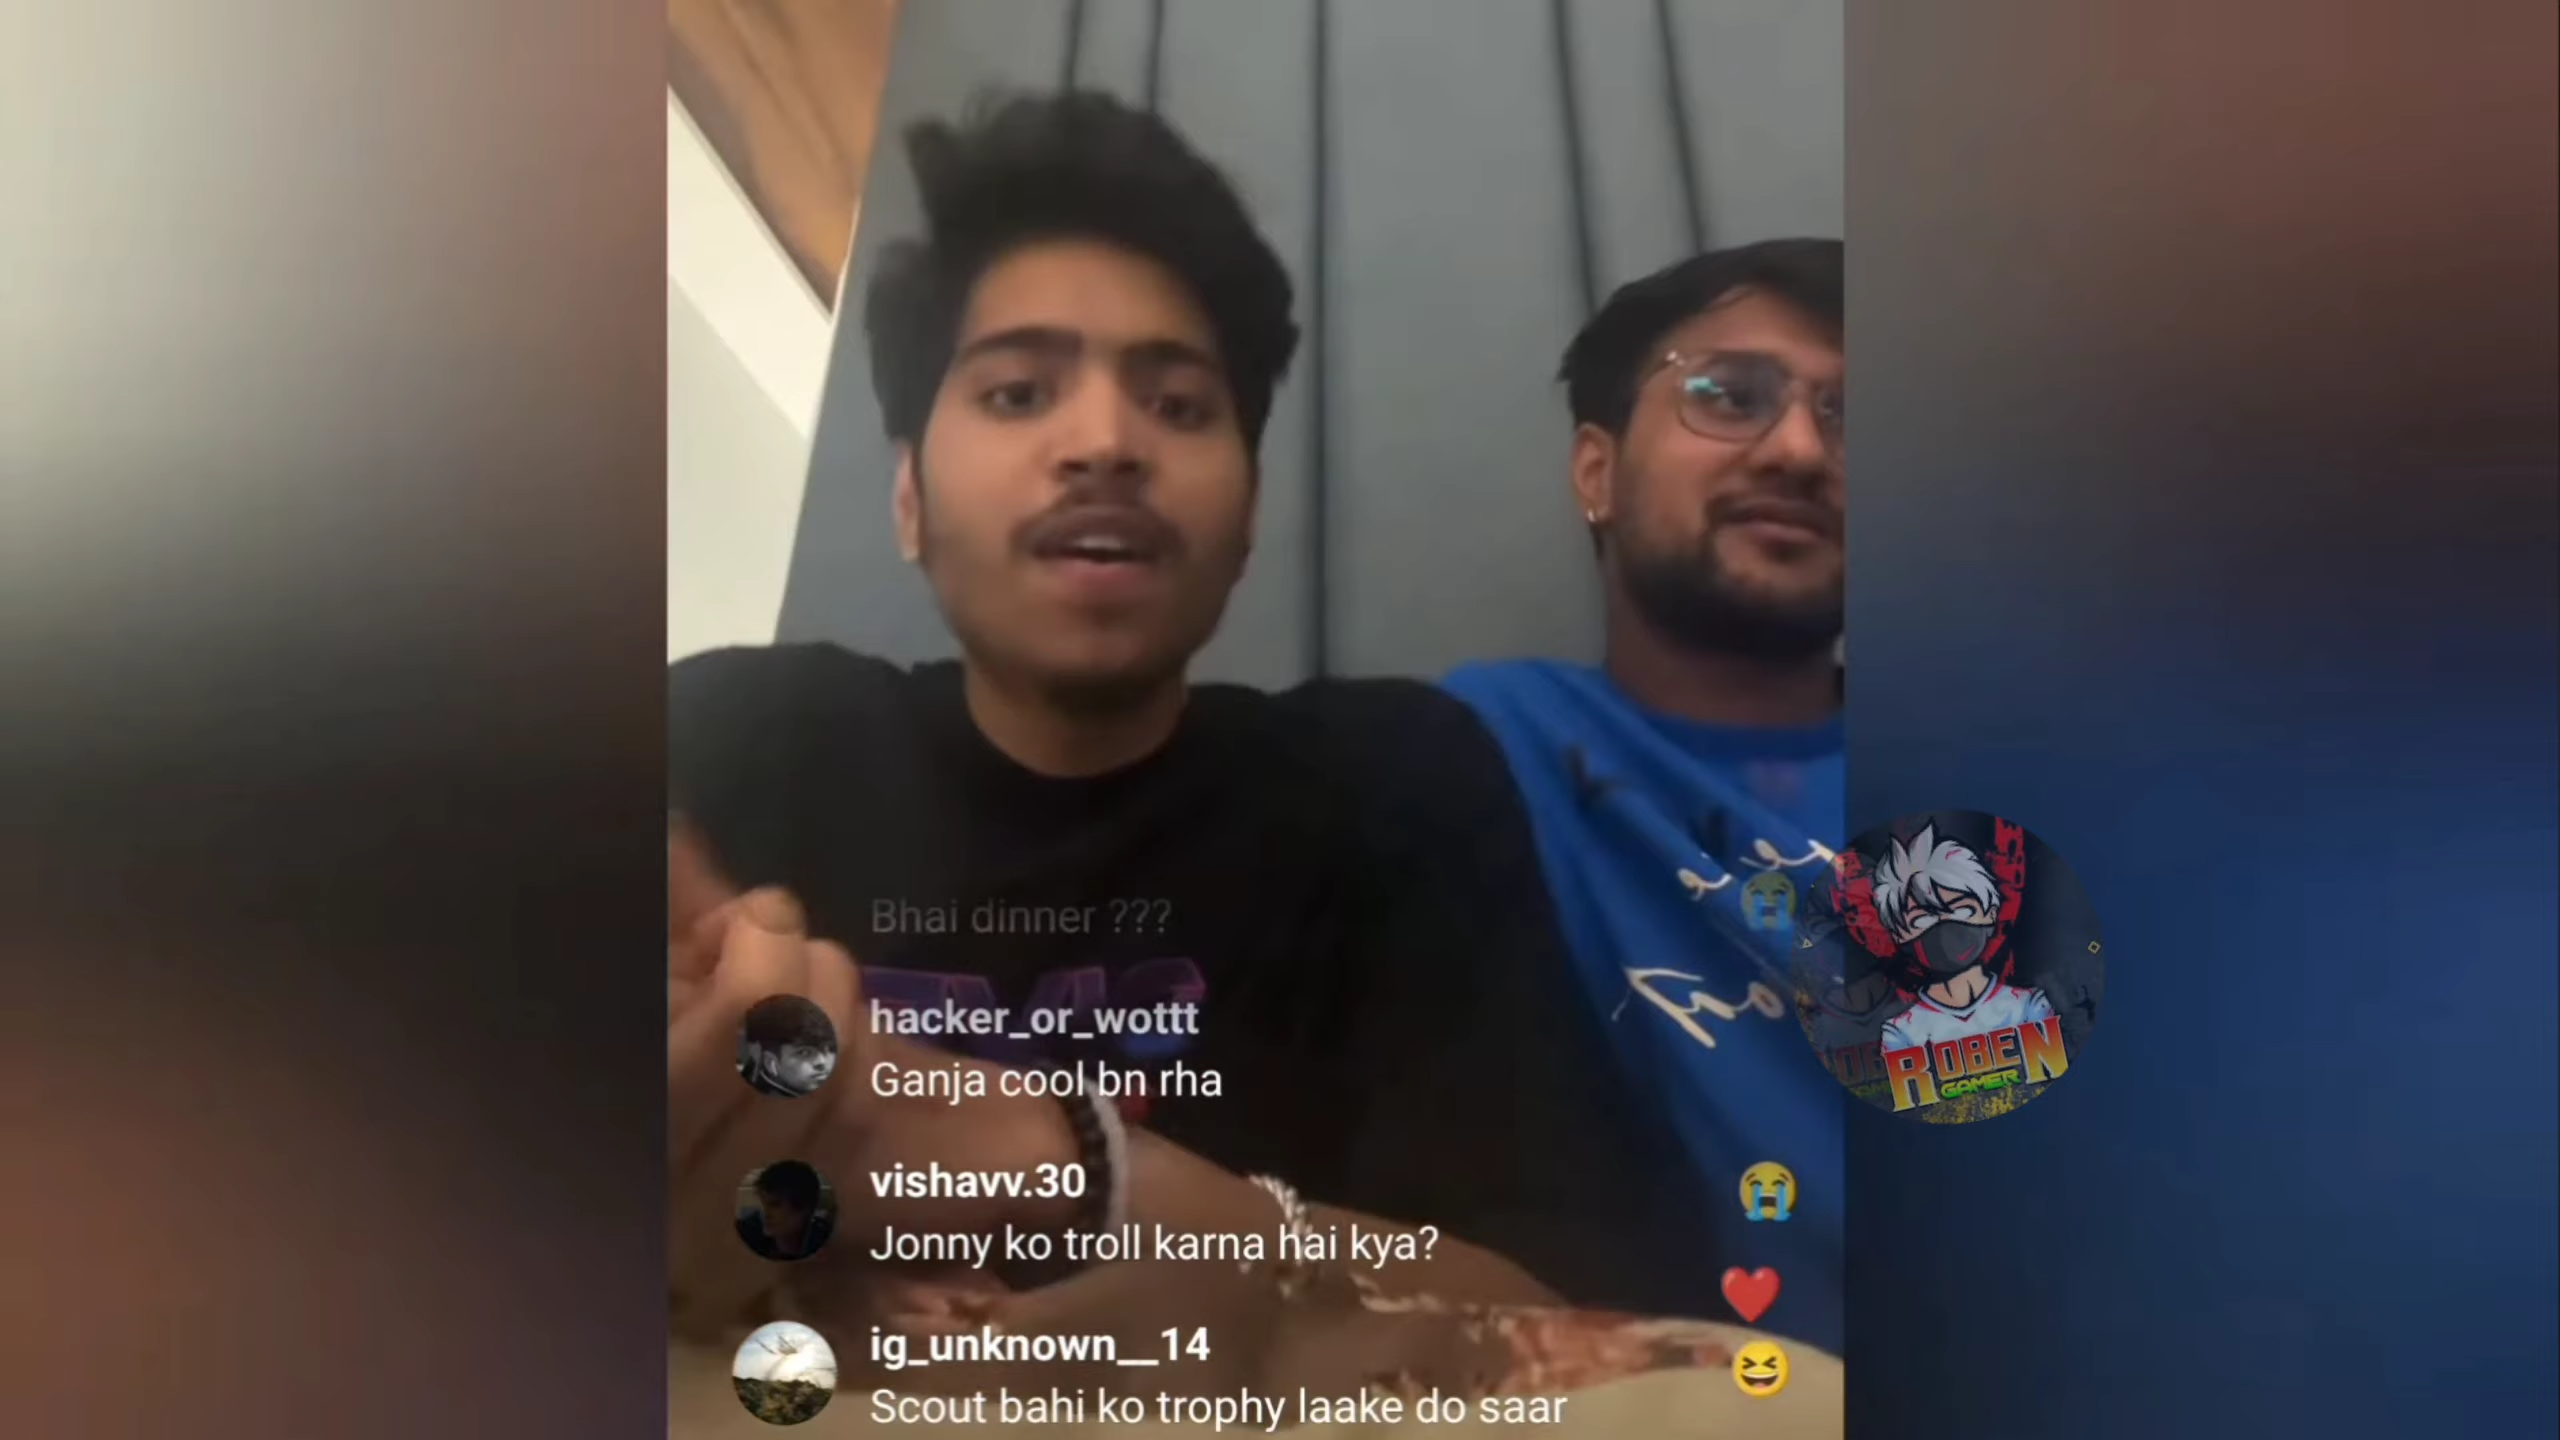 Bhai dinner ???
hacker_or_wottt
Ganja cool bn rha
vishavv.30
Jonny ko troll karna hai kya?
ig_unknown__14
Scout bahi ko trophy laake do saar
ROBEN
GAMER